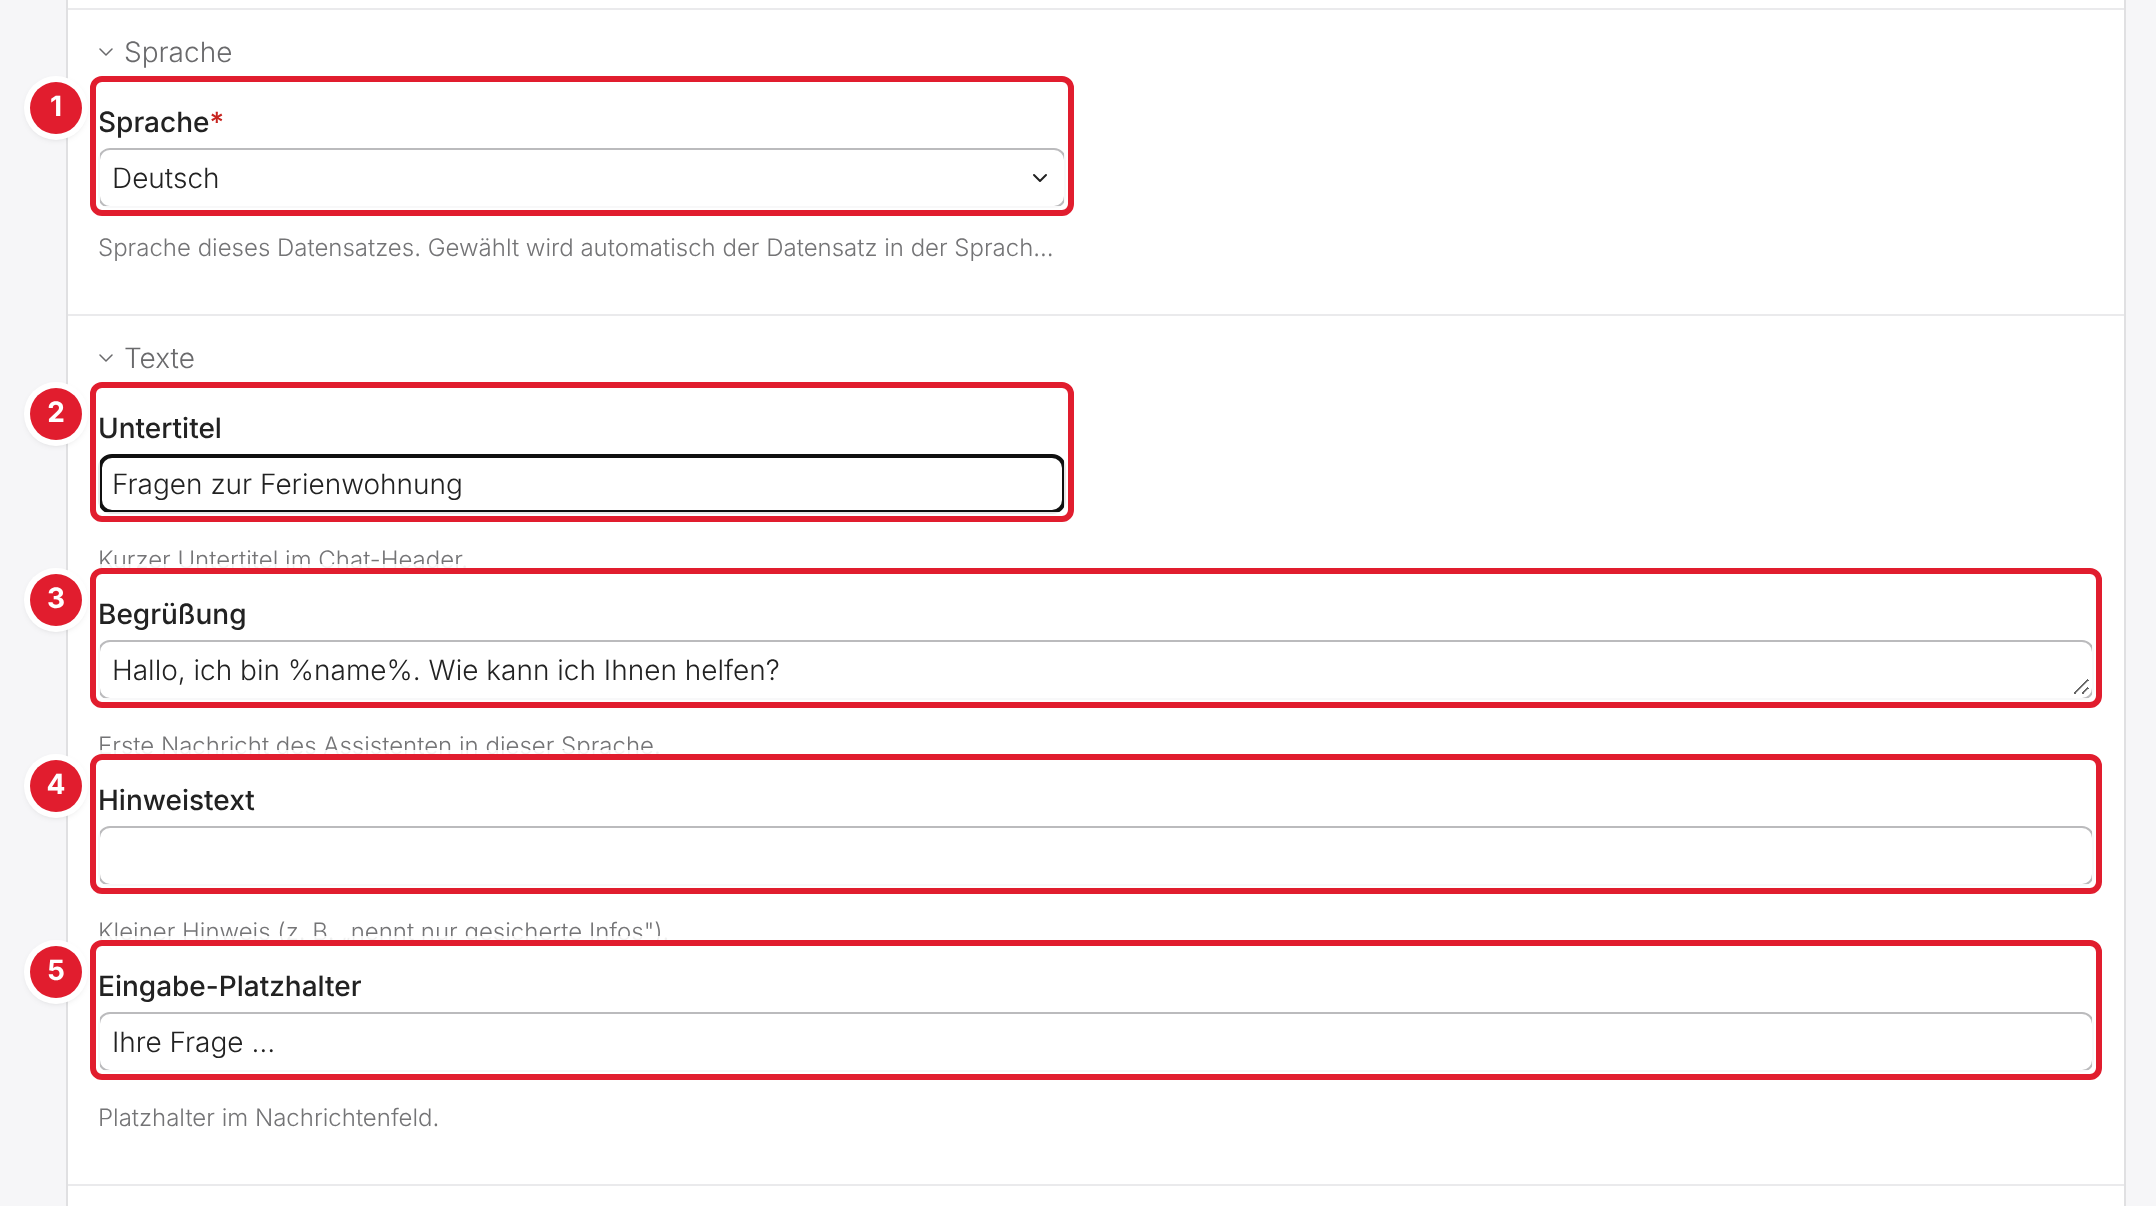 Sprache
1
Sprache*
Deutsch
Sprache dieses Datensatzes. Gewählt wird automatisch der Datensatz in der Sprach...
Texte
2
Untertitel
Fragen zur Ferienwohnung
Kurzer Untertitel im Chat-Header.
3
Begrüßung
Hallo, ich bin %name%. Wie kann ich Ihnen helfen?
Erste Nachricht des Assistenten in dieser Sprache.
4
Hinweistext
Kleiner Hinweis (z. B. „nennt nur gesicherte Infos").
5
Eingabe-Platzhalter
Ihre Frage ...
Platzhalter im Nachrichtenfeld.